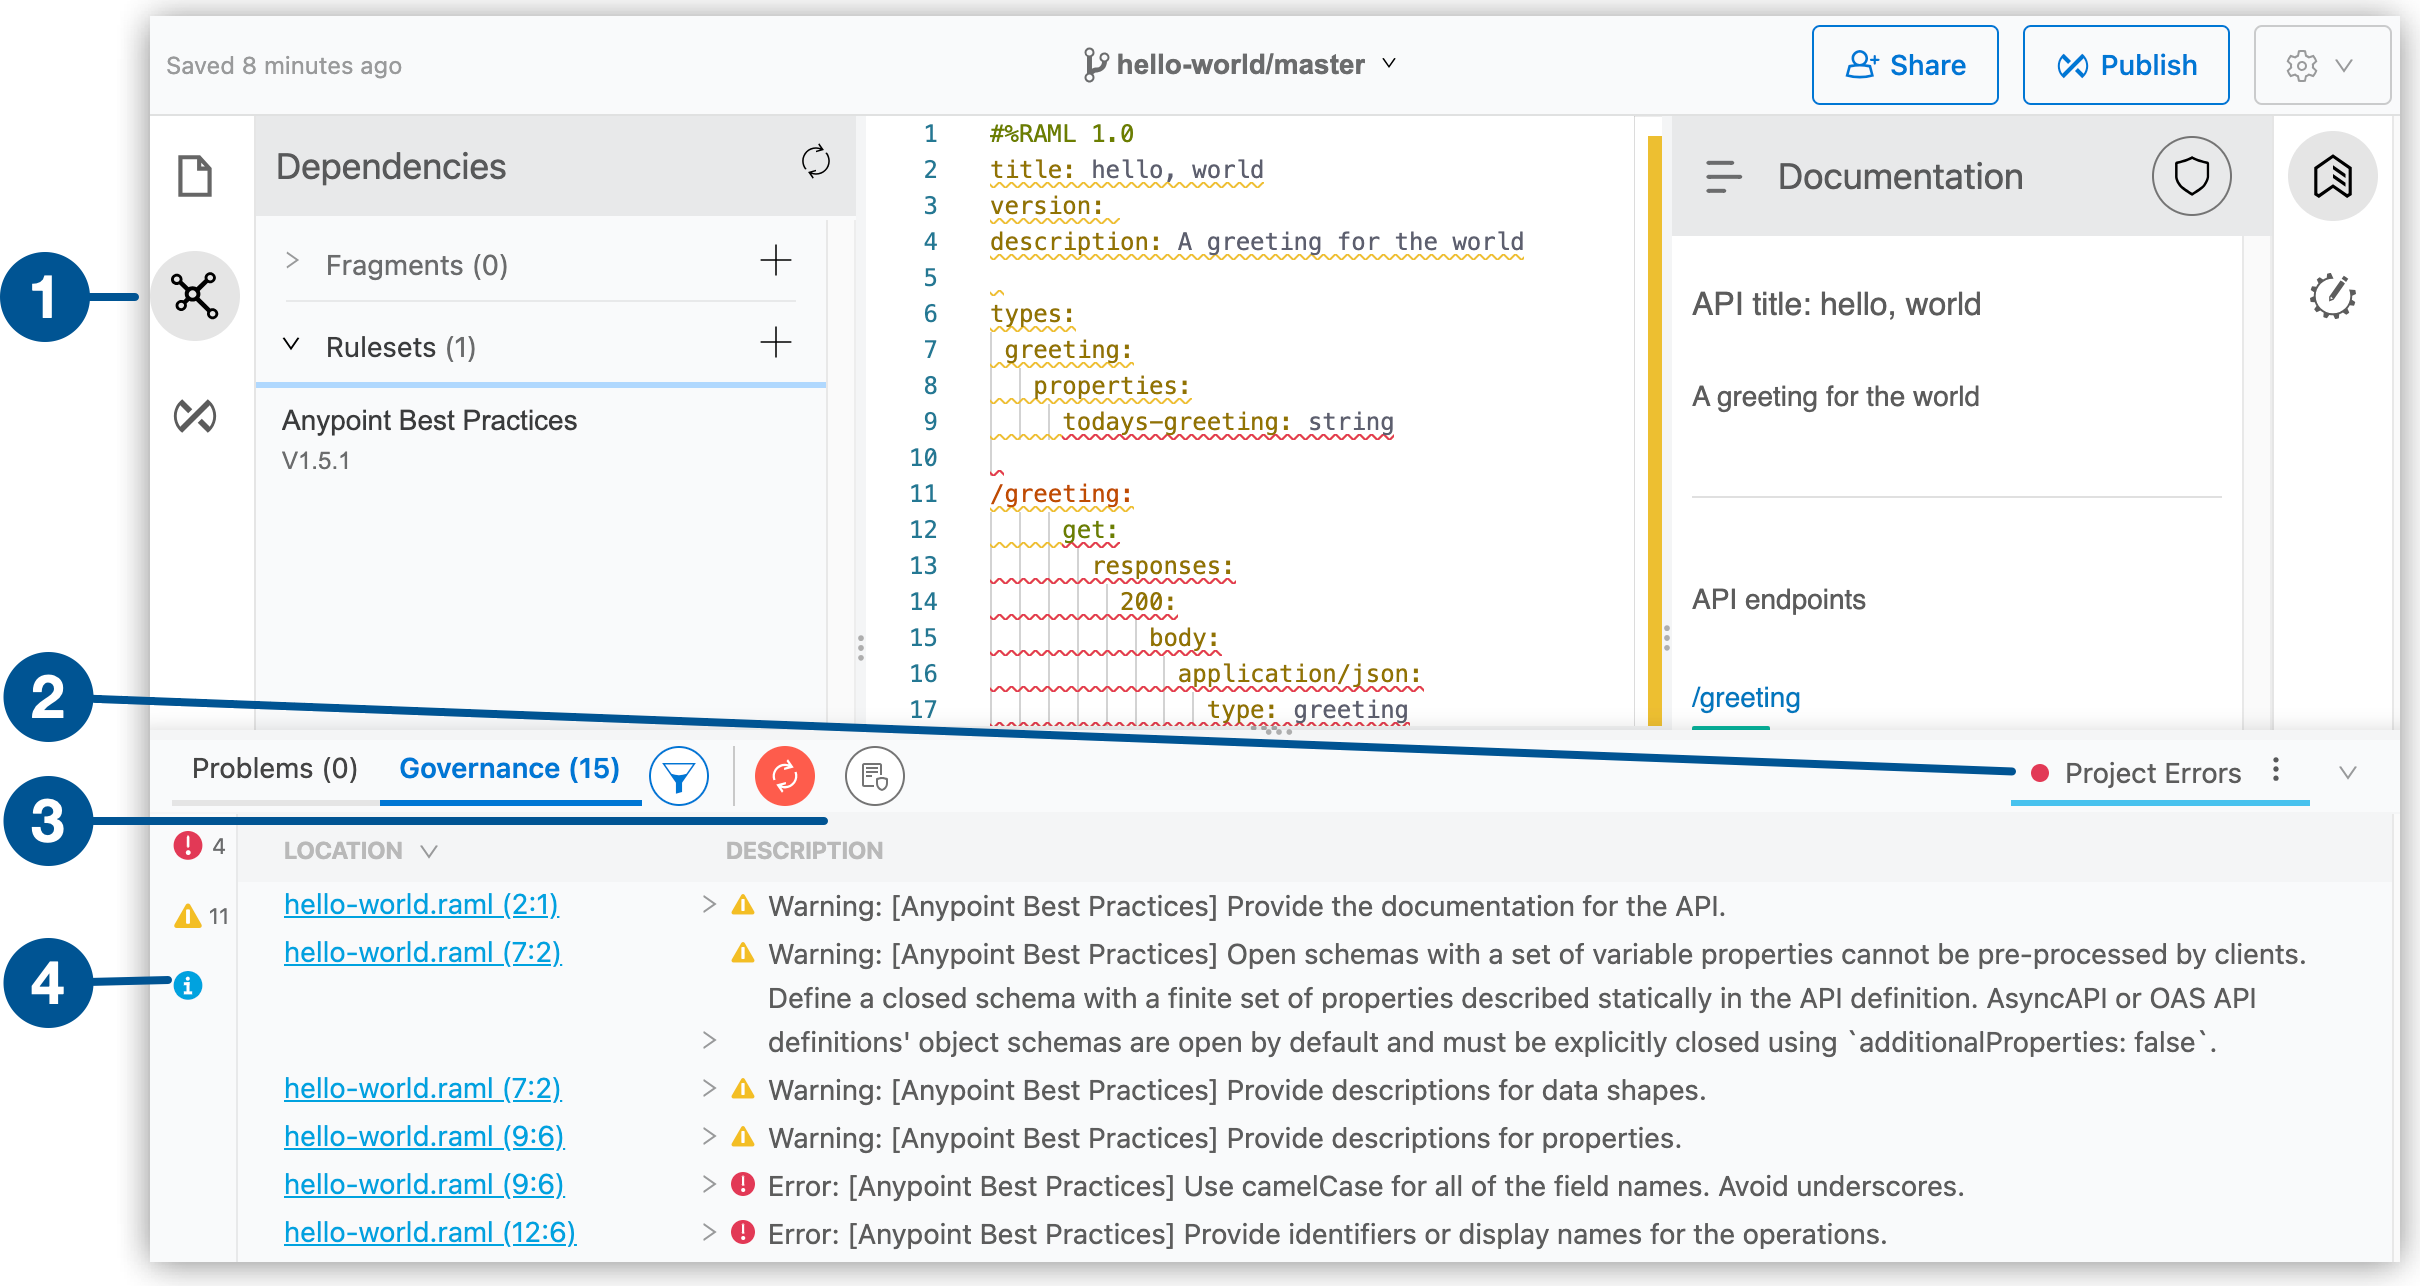 Saved 8 minutes ago
hello-world/master
Share
Publish
Dependencies
Fragments (0)
Rulesets (1)
Anypoint Best Practices
V1.5.1
1 #%RAML 1.0
2 title: hello, world
3 version:
4 description: A greeting for the world
5
6 types:
7 greeting:
8 properties:
9 todays-greeting: string
10
11 /greeting:
12 get:
13 responses:
14 200:
15 body:
16 application/json:
17 type: greeting
Documentation
API title: hello, world
A greeting for the world
API endpoints
/greeting
1
2
3
4
Problems (0)
Governance (15)
Project Errors
4
11
LOCATION DESCRIPTION
hello-world.raml (2:1) Warning: [Anypoint Best Practices] Provide the documentation for the API.
hello-world.raml (7:2) Warning: [Anypoint Best Practices] Open schemas with a set of variable properties cannot be pre-processed by clients.
Define a closed schema with a finite set of properties described statically in the API definition. AsyncAPI or OAS API
definitions' object schemas are open by default and must be explicitly closed using `additionalProperties: false`.
hello-world.raml (7:2) Warning: [Anypoint Best Practices] Provide descriptions for data shapes.
hello-world.raml (9:6) Warning: [Anypoint Best Practices] Provide descriptions for properties.
hello-world.raml (9:6) Error: [Anypoint Best Practices] Use camelCase for all of the field names. Avoid underscores.
hello-world.raml (12:6) Error: [Anypoint Best Practices] Provide identifiers or display names for the operations.